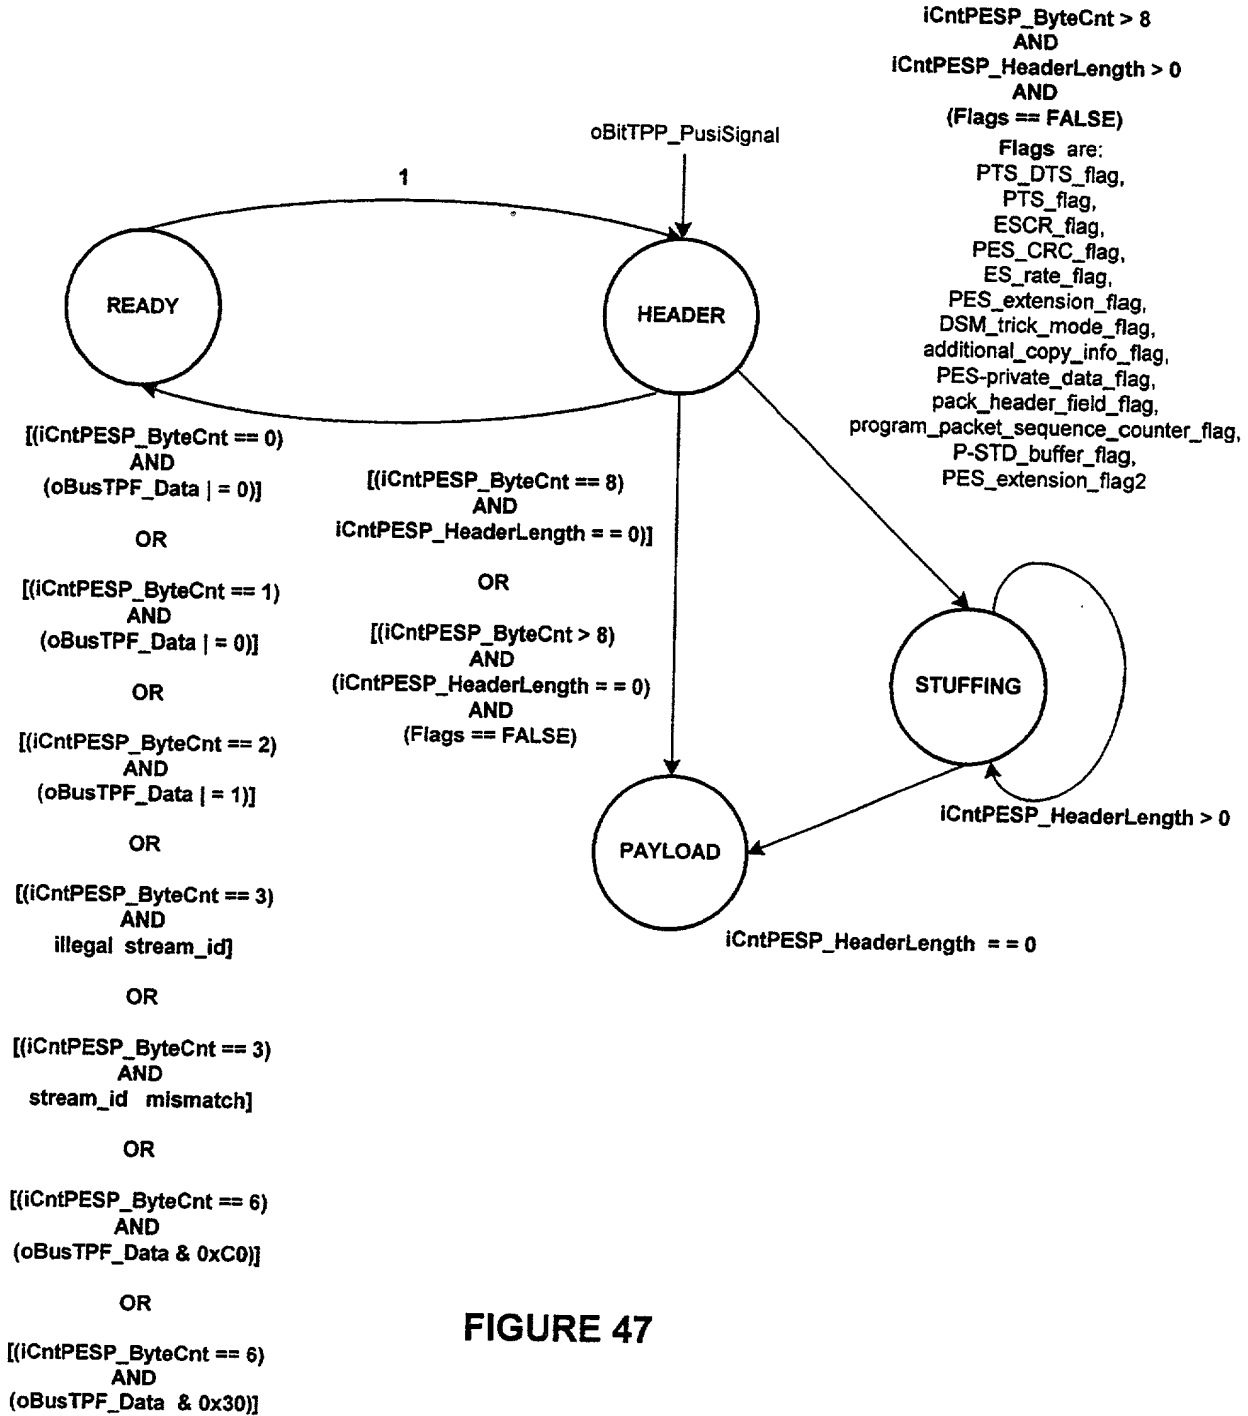 iCntPESP_ByteCnt > 8
AND
iCntPESP_HeaderLength > 0
AND
(Flags == FALSE)
Flags are:
PTS_DTS_flag,
PTS_flag,
ESCR_flag,
PES_CRC_flag,
ES_rate_flag,
PES_extension_flag,
DSM_trick_mode_flag,
additional_copy_info_flag,
PES-private_data_flag,
pack_header_field_flag,
program_packet_sequence_counter_flag,
P-STD_buffer_flag,
PES_extension_flag2
oBitTPP_PusiSignal
1
READY
HEADER
[(iCntPESP_ByteCnt == 0)
AND
(oBusTPF_Data | = 0)]
OR
[(iCntPESP_ByteCnt == 1)
AND
(oBusTPF_Data | = 0)]
OR
[(iCntPESP_ByteCnt == 2)
AND
(oBusTPF_Data | = 1)]
OR
[(iCntPESP_ByteCnt == 3)
AND
illegal stream_id]
OR
[(iCntPESP_ByteCnt == 3)
AND
stream_id mismatch]
OR
[(iCntPESP_ByteCnt == 6)
AND
(oBusTPF_Data & 0xC0)]
OR
[(iCntPESP_ByteCnt == 6)
AND
(oBusTPF_Data & 0x30)]
[(iCntPESP_ByteCnt == 8)
AND
iCntPESP_HeaderLength = = 0)]
OR
[(iCntPESP_ByteCnt > 8)
AND
(iCntPESP_HeaderLength = = 0)
AND
(Flags == FALSE)
STUFFING
iCntPESP_HeaderLength > 0
PAYLOAD
iCntPESP_HeaderLength = = 0
FIGURE 47